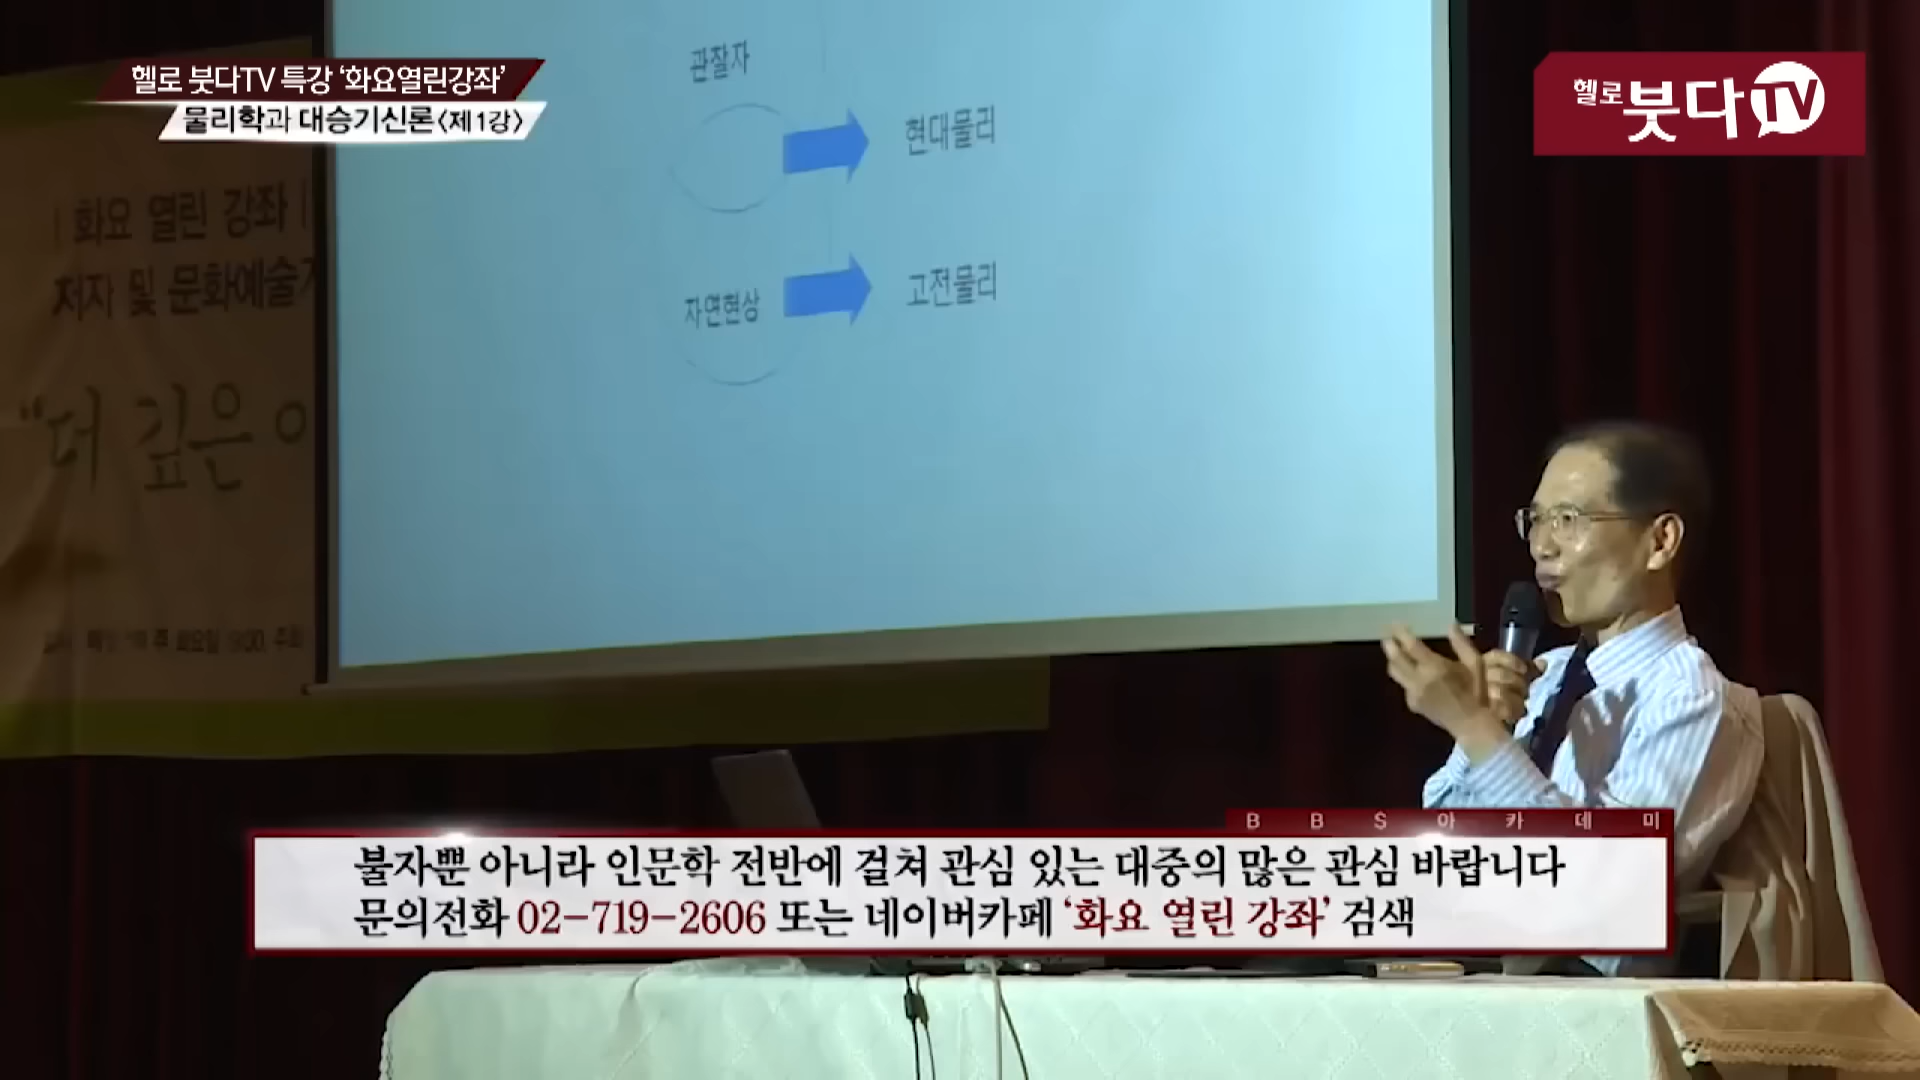 헬로 붓다TV 특강 ‘화요열린강좌’
물리학과 대승기신론<제1강>
헬로붓다TV
관찰자
현대물리
자연현상
고전물리
| 화요 열린 강좌 |
저자 및 문화예술
“더 깊은
BBS아카데미
불자뿐 아니라 인문학 전반에 걸쳐 관심 있는 대중의 많은 관심 바랍니다
문의전화 02-719-2606 또는 네이버카페 ‘화요 열린 강좌’ 검색